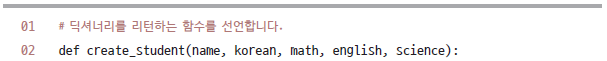 01 # 딕셔너리를 리턴하는 함수를 선언합니다.
02 def create_student(name, korean, math, english, science):